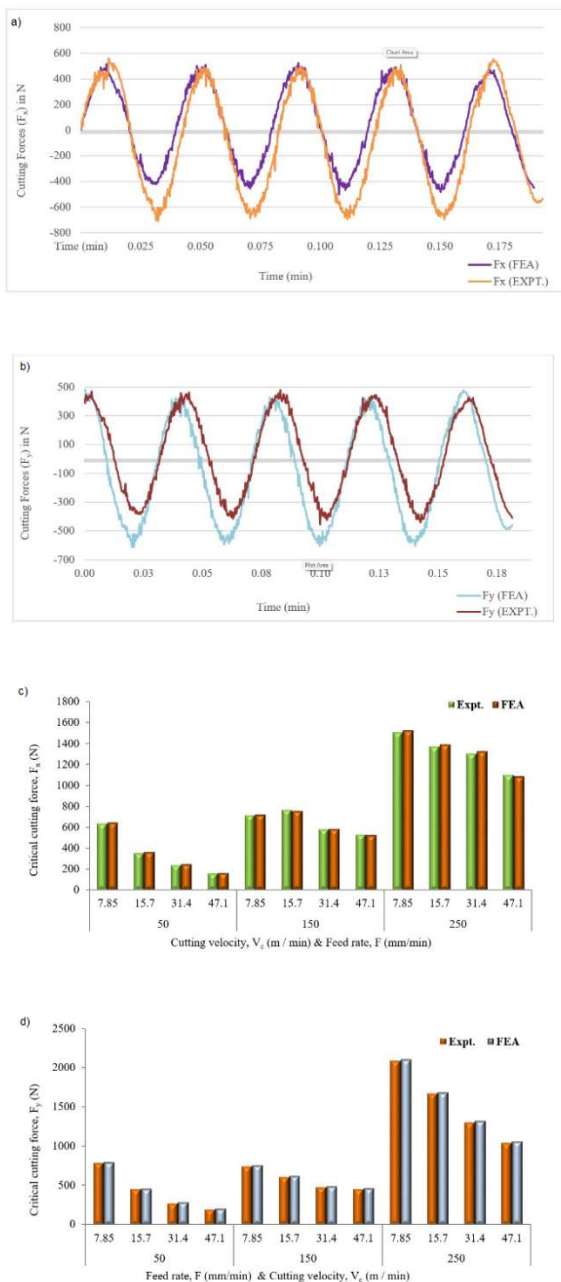 a)
800
600
400
200
0
-200
-400
-600
-800
Cutting Forces (Fx) in N
Chart Area
Time (min) 0.025 0.050 0.075 0.100 0.125 0.150 0.175
Time (min)
Fx (FEA)
Fx (EXPT.)
b)
500
300
100
-100
-300
-500
-700
Cutting Forces (Fy) in N
Plot Area
0.00 0.03 0.05 0.08 0.10 0.13 0.15 0.18
Time (min)
Fy (FEA)
Fy (EXPT.)
c)
1800
1600
1400
1200
1000
800
600
400
200
0
Critical cutting force, Fx (N)
Expt. FEA
7.85 15.7 31.4 47.1 7.85 15.7 31.4 47.1 7.85 15.7 31.4 47.1
50 150 250
Cutting velocity, Vc (m / min) & Feed rate, F (mm/min)
d)
2500
2000
1500
1000
500
0
Critical cutting force, Fy (N)
Expt. FEA
7.85 15.7 31.4 47.1 7.85 15.7 31.4 47.1 7.85 15.7 31.4 47.1
50 150 250
Feed rate, F (mm/min) & Cutting velocity, Vc (m / min)